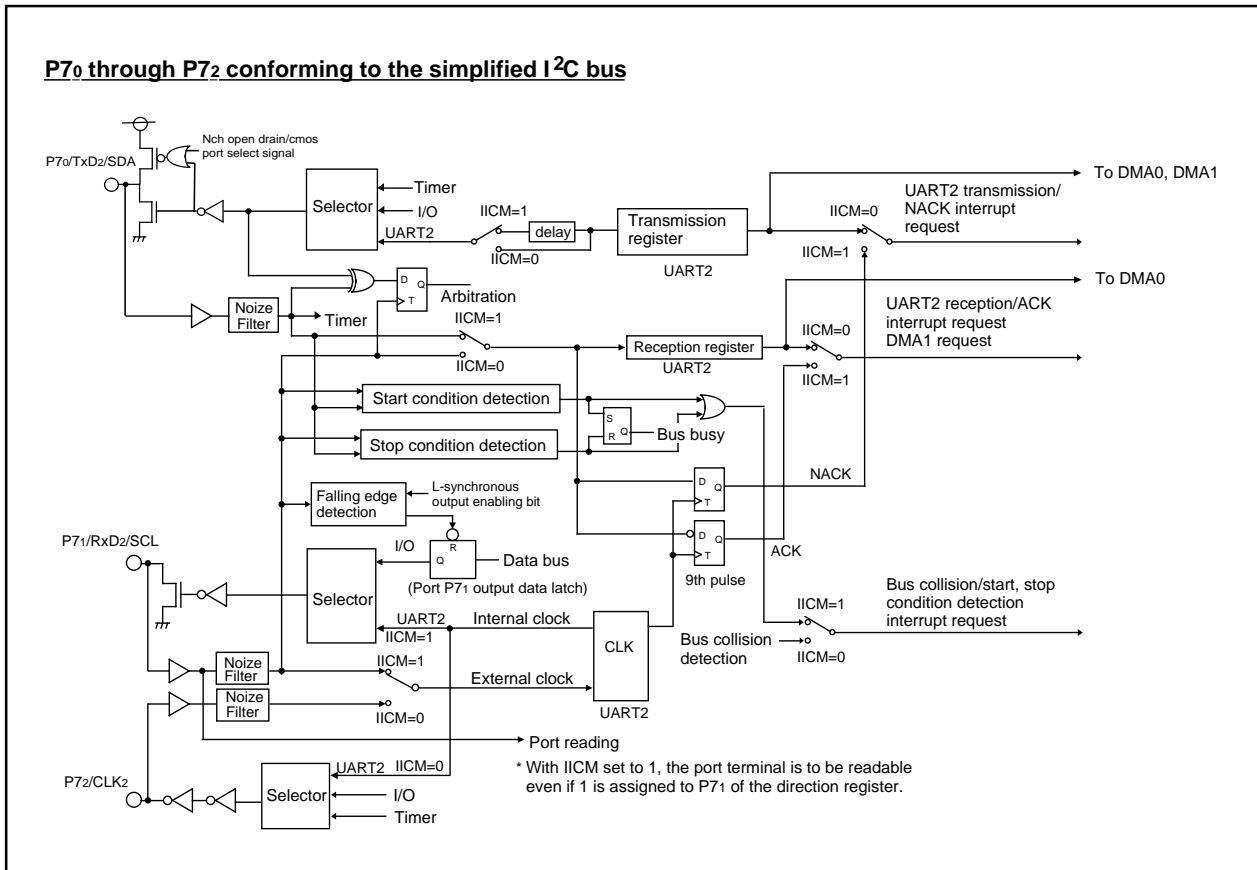 P70 through P72 conforming to the simplified I2C bus
Nch open drain/cmos
port select signal
P70/TxD2/SDA
Selector
Timer
I/O
UART2
IICM=1
delay
IICM=0
Transmission
register
UART2
To DMA0, DMA1
IICM=0
UART2 transmission/
NACK interrupt
request
IICM=1
To DMA0
D
Q
T
Arbitration
Noize
Filter
Timer
IICM=1
IICM=0
Reception register
UART2
IICM=0
UART2 reception/ACK
interrupt request
DMA1 request
IICM=1
Start condition detection
Stop condition detection
S
R
Q
Bus busy
NACK
D
Q
T
D
Q
T
ACK
9th pulse
Falling edge
detection
L-synchronous
output enabling bit
P71/RxD2/SCL
I/O
R
Q
Data bus
(Port P71 output data latch)
Selector
UART2
IICM=1
Internal clock
CLK
UART2
External clock
Bus collision
detection
IICM=1
IICM=0
Bus collision/start, stop
condition detection
interrupt request
Noize
Filter
IICM=1
Noize
Filter
IICM=0
Port reading
* With IICM set to 1, the port terminal is to be readable
even if 1 is assigned to P71 of the direction register.
P72/CLK2
Selector
UART2
IICM=0
I/O
Timer